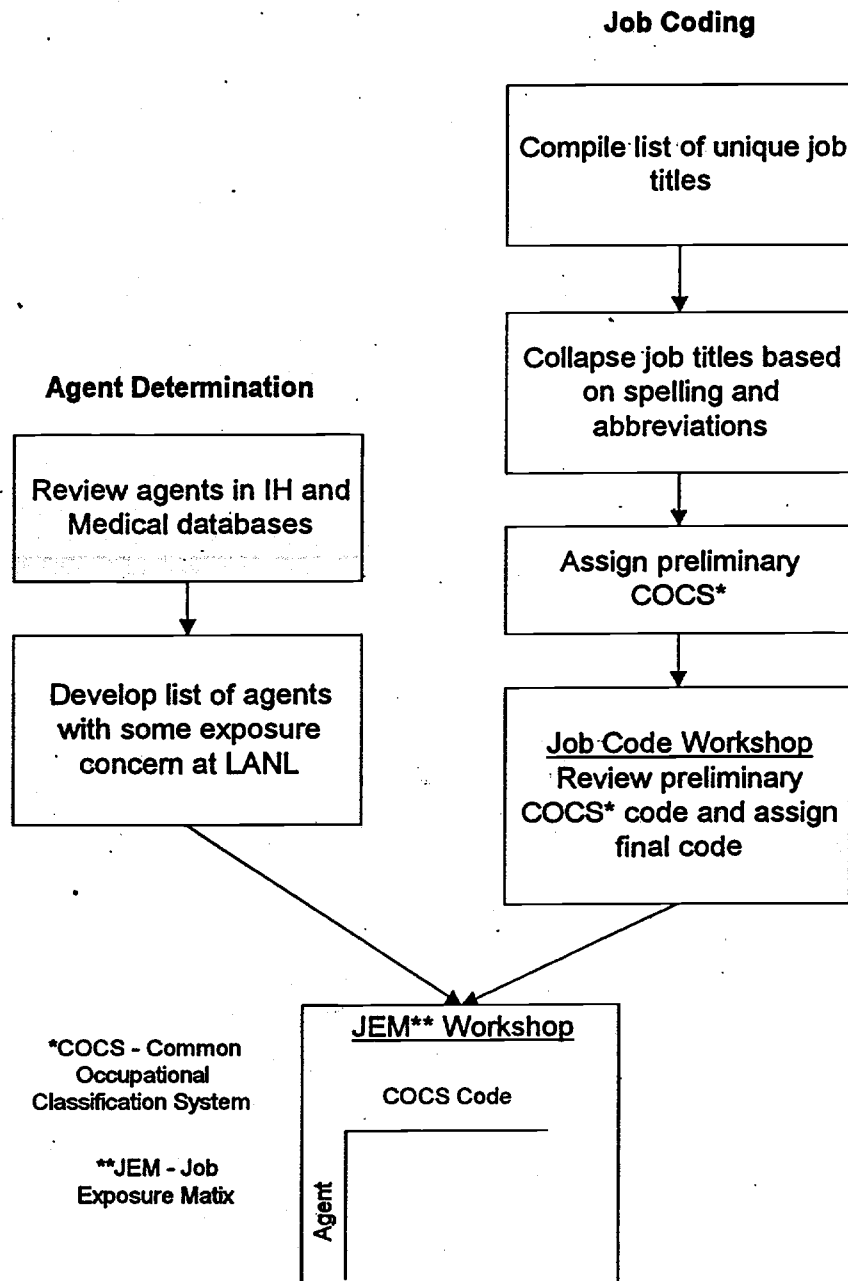 Job Coding
Compile list of unique job
titles
Collapse job titles based
on spelling and
abbreviations
Assign preliminary
COCS*
Job Code Workshop
Review preliminary
COCS* code and assign
final code
Agent Determination
Review agents in IH and
Medical databases
Develop list of agents
with some exposure
concern at LANL
JEM** Workshop
COCS Code
Agent
*COCS - Common
Occupational
Classification System
**JEM - Job
Exposure Matix